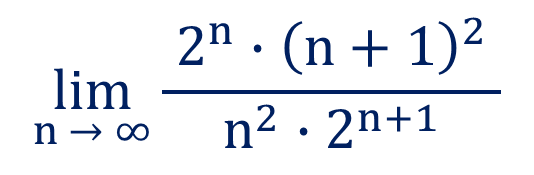 lim n → ∞ 2ⁿ · (n + 1)² / n² · 2ⁿ⁺¹